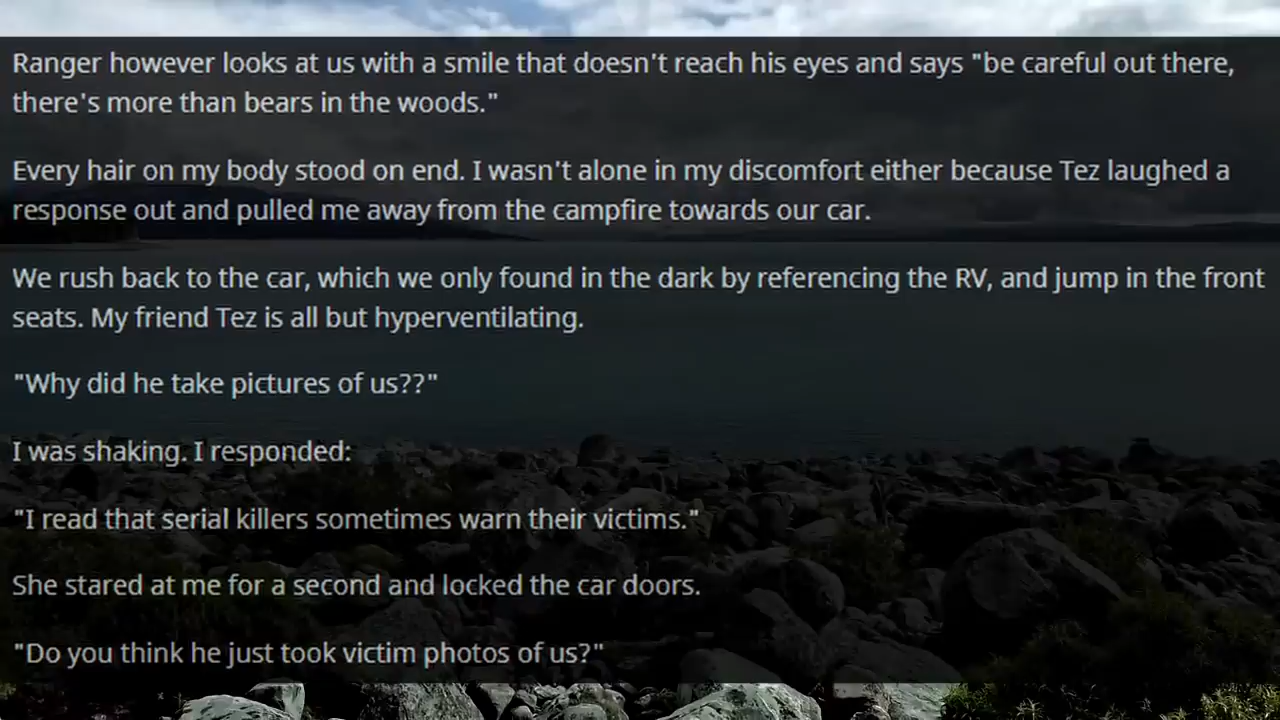 Ranger however looks at us with a smile that doesn't reach his eyes and says "be careful out there,
there's more than bears in the woods."
Every hair on my body stood on end. I wasn't alone in my discomfort either because Tez laughed a
response out and pulled me away from the campfire towards our car.
We rush back to the car, which we only found in the dark by referencing the RV, and jump in the front
seats. My friend Tez is all but hyperventilating.
"Why did he take pictures of us??"
I was shaking. I responded:
"I read that serial killers sometimes warn their victims."
She stared at me for a second and locked the car doors.
"Do you think he just took victim photos of us?"